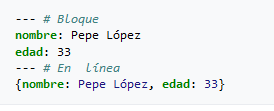 --- # Bloque
nombre: Pepe López
edad: 33
--- # En  línea
{nombre: Pepe López, edad: 33}